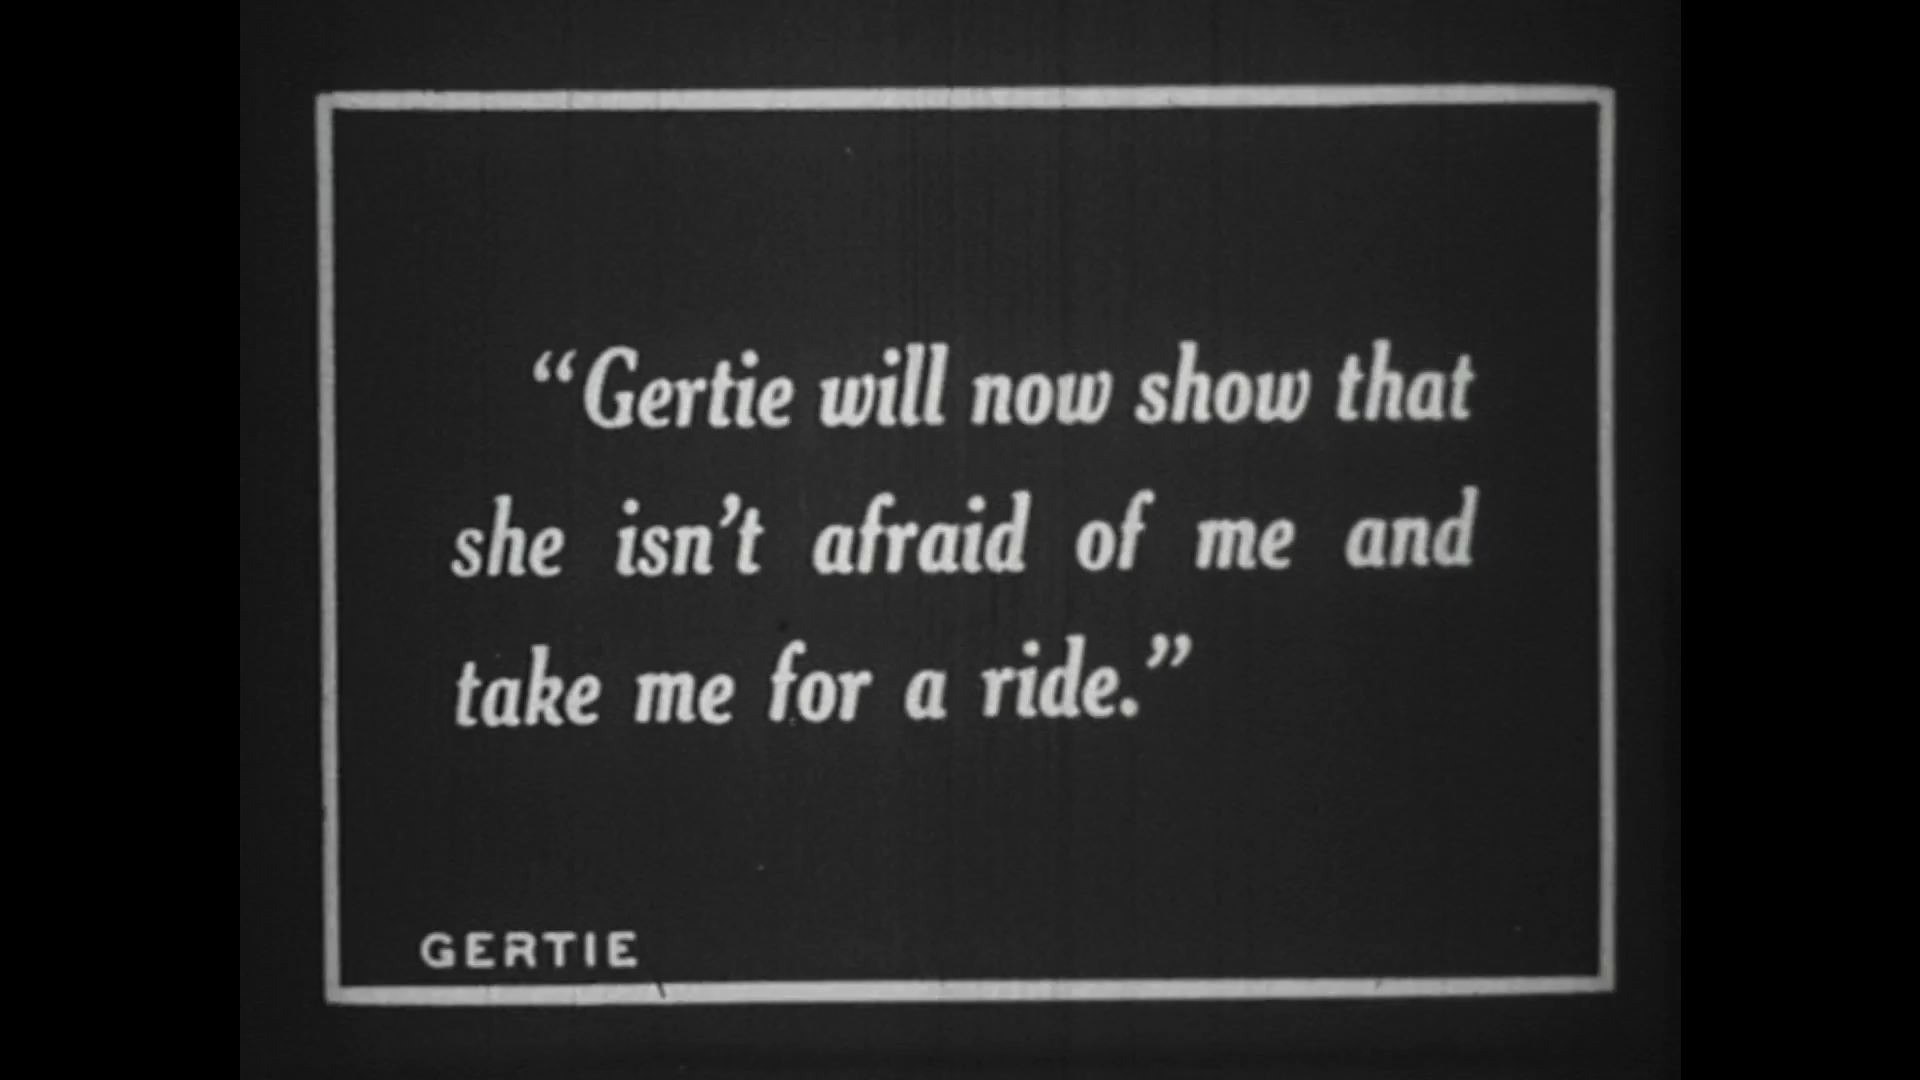 “Gertie will now show that
she isn’t afraid of me and
take me for a ride.”
GERTIE